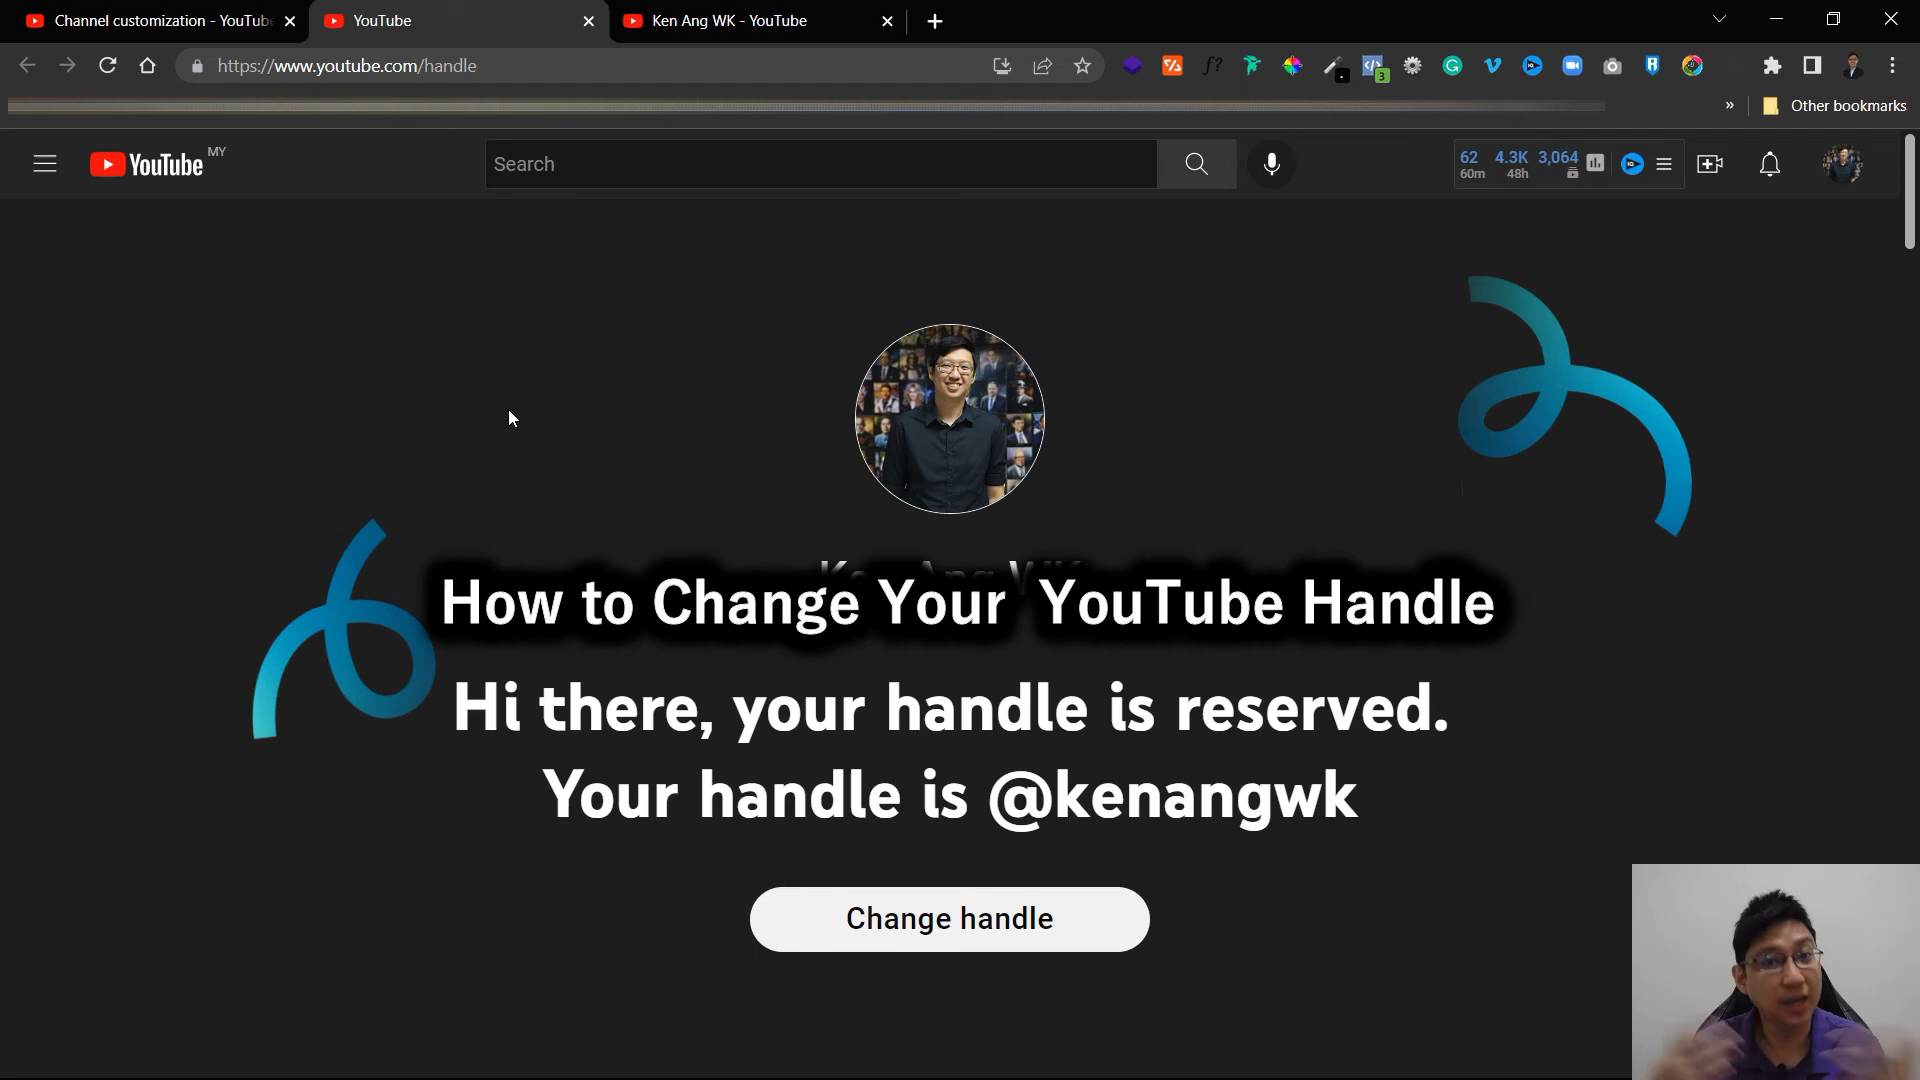 Channel customization - YouTube
YouTube
Ken Ang WK - YouTube
https://www.youtube.com/handle
3
Other bookmarks
YouTube MY
Search
62 4.3K 3,064
60m 48h
How to Change Your YouTube Handle
Hi there, your handle is reserved.
Your handle is @kenangwk
Change handle